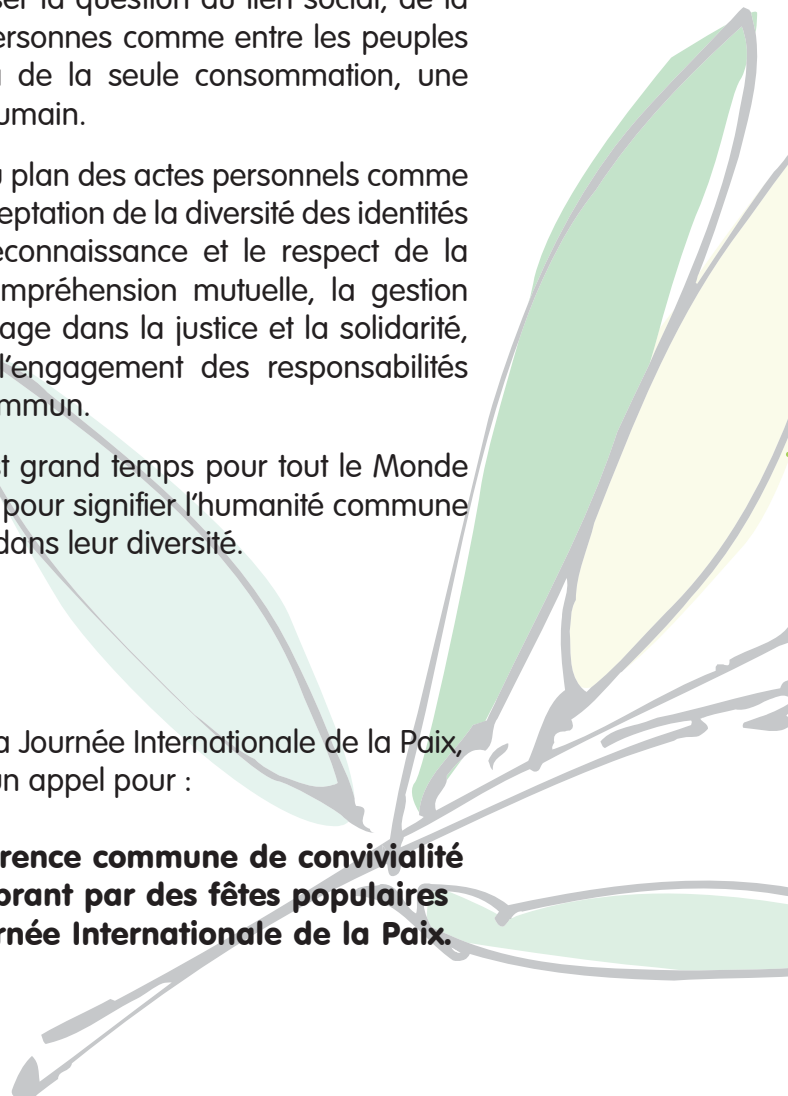 ser la question du lien social, de la
ersonnes comme entre les peuples
de la seule consommation, une
umain.
plan des actes personnels comme
eptation de la diversité des identités
econnaissance et le respect de la
mpréhension mutuelle, la gestion
age dans la justice et la solidarité,
l’engagement des responsabilités
mmun.
st grand temps pour tout le Monde
pour signifier l’humanité commune
dans leur diversité.
a Journée Internationale de la Paix,
un appel pour :
rence commune de convivialité
brant par des fêtes populaires
rnée Internationale de la Paix.